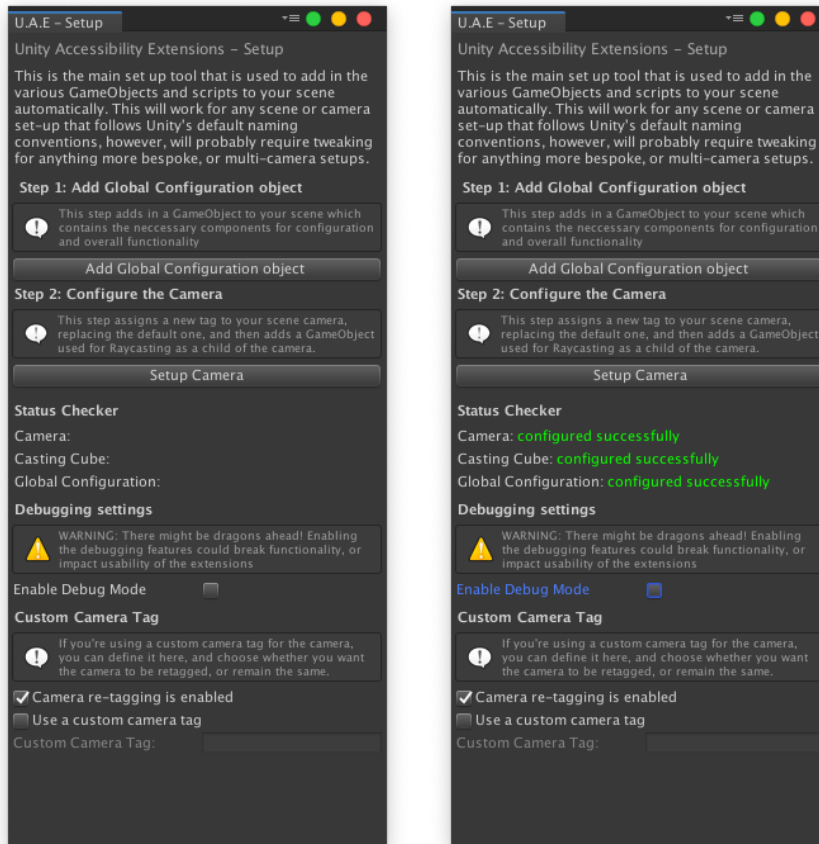 U.A.E – Setup
Unity Accessibility Extensions – Setup
This is the main set up tool that is used to add in the
various GameObjects and scripts to your scene
automatically. This will work for any scene or camera
set-up that follows Unity's default naming
conventions, however, will probably require tweaking
for anything more bespoke, or multi-camera setups.
Step 1: Add Global Configuration object
This step adds in a GameObject to your scene which
contains the neccessary components for configuration
and overall functionality
Add Global Configuration object
Step 2: Configure the Camera
This step assigns a new tag to your scene camera,
replacing the default one, and then adds a GameObject
used for Raycasting as a child of the camera.
Setup Camera
Status Checker
Camera:
Casting Cube:
Global Configuration:
Debugging settings
WARNING: There might be dragons ahead! Enabling
the debugging features could break functionality, or
impact usability of the extensions
Enable Debug Mode
Custom Camera Tag
If you're using a custom camera tag for the camera,
you can define it here, and choose whether you want
the camera to be retagged, or remain the same.
Camera re-tagging is enabled
Use a custom camera tag
Custom Camera Tag:
U.A.E – Setup
Unity Accessibility Extensions – Setup
This is the main set up tool that is used to add in the
various GameObjects and scripts to your scene
automatically. This will work for any scene or camera
set-up that follows Unity's default naming
conventions, however, will probably require tweaking
for anything more bespoke, or multi-camera setups.
Step 1: Add Global Configuration object
This step adds in a GameObject to your scene which
contains the neccessary components for configuration
and overall functionality
Add Global Configuration object
Step 2: Configure the Camera
This step assigns a new tag to your scene camera,
replacing the default one, and then adds a GameObject
used for Raycasting as a child of the camera.
Setup Camera
Status Checker
Camera: configured successfully
Casting Cube: configured successfully
Global Configuration: configured successfully
Debugging settings
WARNING: There might be dragons ahead! Enabling
the debugging features could break functionality, or
impact usability of the extensions
Enable Debug Mode
Custom Camera Tag
If you're using a custom camera tag for the camera,
you can define it here, and choose whether you want
the camera to be retagged, or remain the same.
Camera re-tagging is enabled
Use a custom camera tag
Custom Camera Tag: